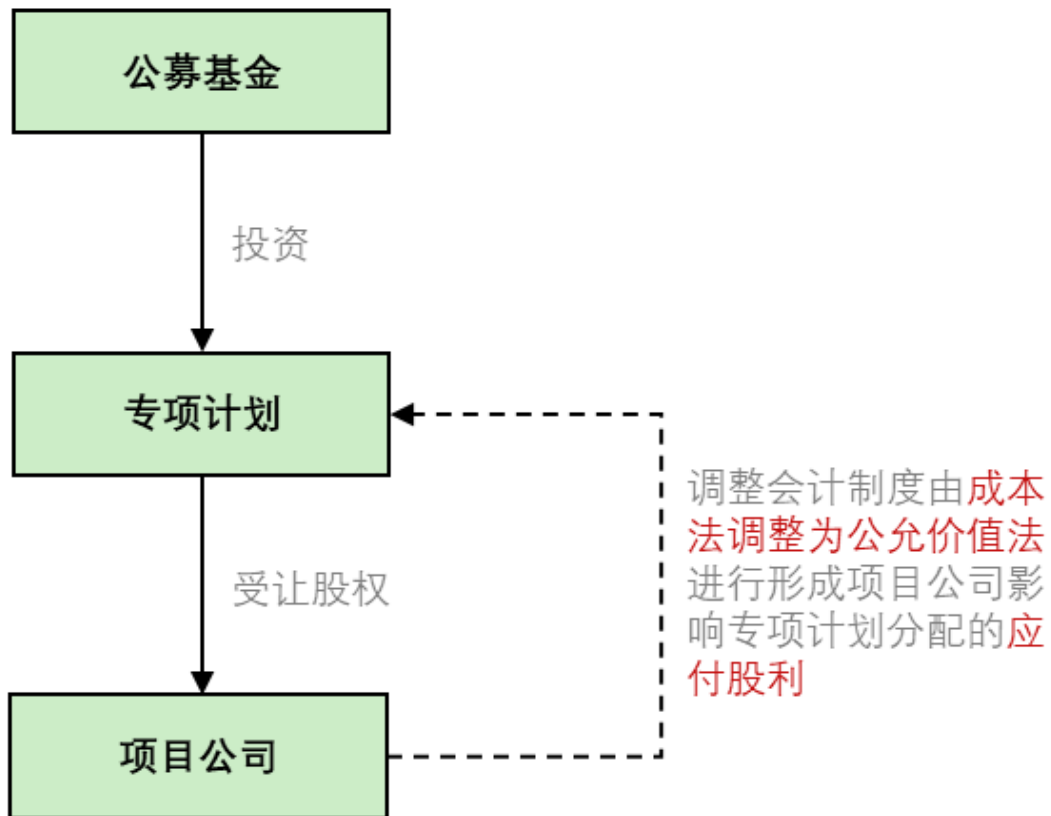 公募基金
投资
专项计划
调整会计制度由成本
法调整为公允价值法
进行形成项目公司影
响专项计划分配的应
付股利
受让股权
项目公司